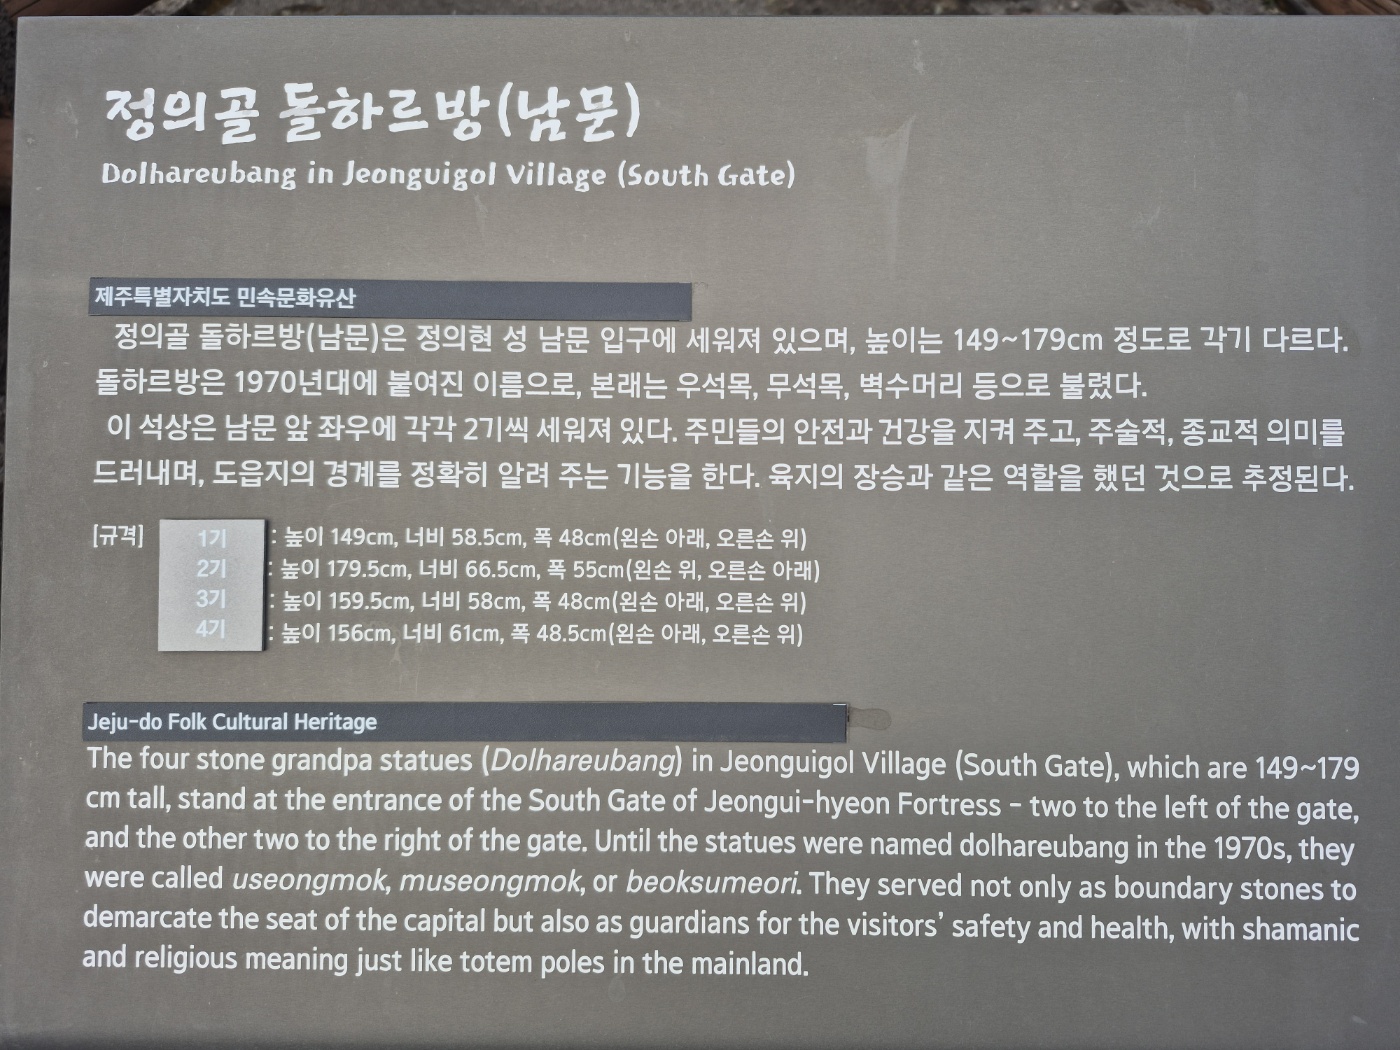 정의골 돌하르방(남문)
Dolhareubang in Jeonguigol Village (South Gate)
제주특별자치도 민속문화유산
정의골 돌하르방(남문)은 정의현 성 남문 입구에 세워져 있으며, 높이는 149~179cm 정도로 각기 다르다.
돌하르방은 1970년대에 붙여진 이름으로, 본래는 우석목, 무석목, 벅수머리 등으로 불렸다.
이 석상은 남문 앞 좌우에 각각 2기씩 세워져 있다. 주민들의 안전과 건강을 지켜 주고, 주술적, 종교적 의미를
드러내며, 도읍지의 경계를 정확히 알려 주는 기능을 한다. 육지의 장승과 같은 역할을 했던 것으로 추정된다.
[규격] 1기 : 높이 149cm, 너비 58.5cm, 폭 48cm(왼손 아래, 오른손 위)
2기 : 높이 179.5cm, 너비 66.5cm, 폭 55cm(왼손 위, 오른손 아래)
3기 : 높이 159.5cm, 너비 58cm, 폭 48cm(왼손 아래, 오른손 위)
4기 : 높이 156cm, 너비 61cm, 폭 48.5cm(왼손 아래, 오른손 위)
Jeju-do Folk Cultural Heritage
The four stone grandpa statues (Dolhareubang) in Jeonguigol Village (South Gate), which are 149~179
cm tall, stand at the entrance of the South Gate of Jeongui-hyeon Fortress - two to the left of the gate,
and the other two to the right of the gate. Until the statues were named dolhareubang in the 1970s, they
were called useongmok, museongmok, or beoksumeori. They served not only as boundary stones to
demarcate the seat of the capital but also as guardians for the visitors' safety and health, with shamanic
and religious meaning just like totem poles in the mainland.